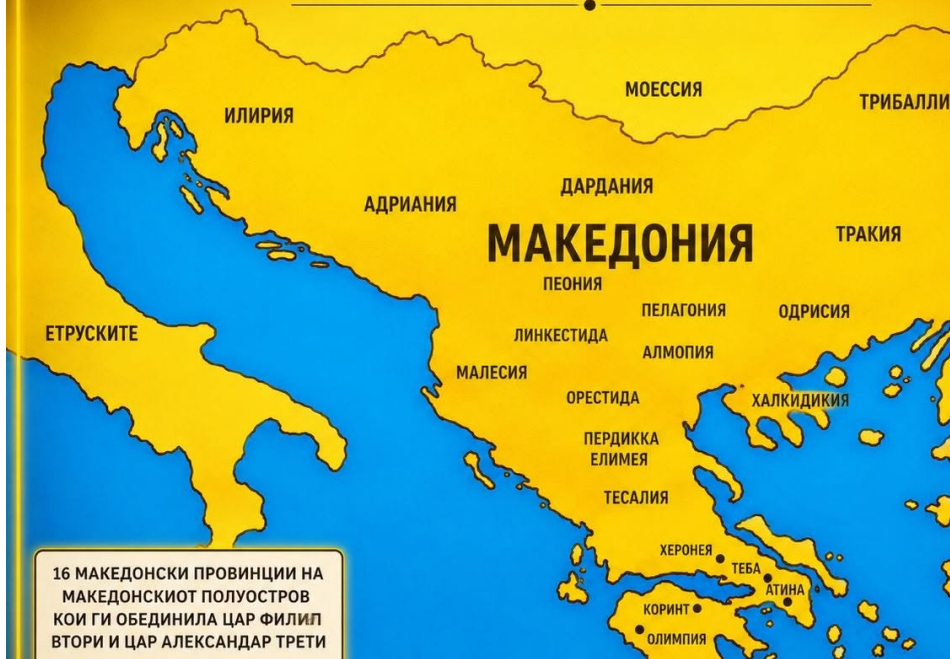 МОЕССИЯ
ТРИБАЛЛИ
ИЛИРИЯ
ДАРДАНИЯ
АДРИАНИЯ
МАКЕДОНИЯ
ТРАКИЯ
ПЕОНИЯ
ПЕЛАГОНИЯ
ОДРИСИЯ
ЕТРУСКИТЕ
ЛИНКЕСТИДА
АЛМОПИЯ
МАЛЕСИЯ
ОРЕСТИДА
ХАЛКИДИКИЯ
ПЕРДИККА
ЕЛИМЕЯ
ТЕСАЛИЯ
ХЕРОНЕЯ
ТЕБА
АТИНА
КОРИНТ
ОЛИМПИЯ
16 МАКЕДОНСКИ ПРОВИНЦИИ НА
МАКЕДОНСКИОТ ПОЛУОСТРОВ
КОИ ГИ ОБЕДИНИЛА ЦАР ФИЛИП
ВТОРИ И ЦАР АЛЕКСАНДАР ТРЕТИ